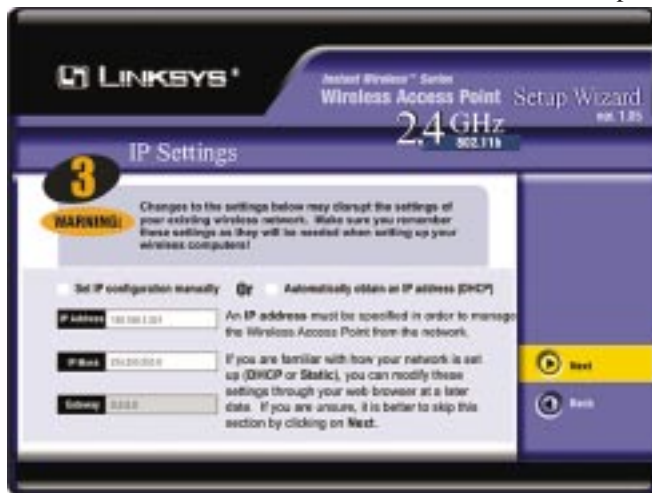 LINKSYS
Instant Wireless™ Series
Wireless Access Point Setup Wizard
ver. 1.05
2.4 GHz
802.11b
IP Settings
3
WARNING:
Changes to the settings below may disrupt the settings of
your existing wireless network. Make sure you remember
these settings as they will be needed when setting up your
wireless computers!
Set IP configuration manually Or Automatically obtain an IP address (DHCP)
IP Address
An IP address must be specified in order to manage
the Wireless Access Point from the network.
IP Mask
If you are familiar with how your network is set
up (DHCP or Static), you can modify these
settings through your web browser at a later
date. If you are unsure, it is better to skip this
section by clicking on Next.
Gateway 0.0.0.0
Next
Back